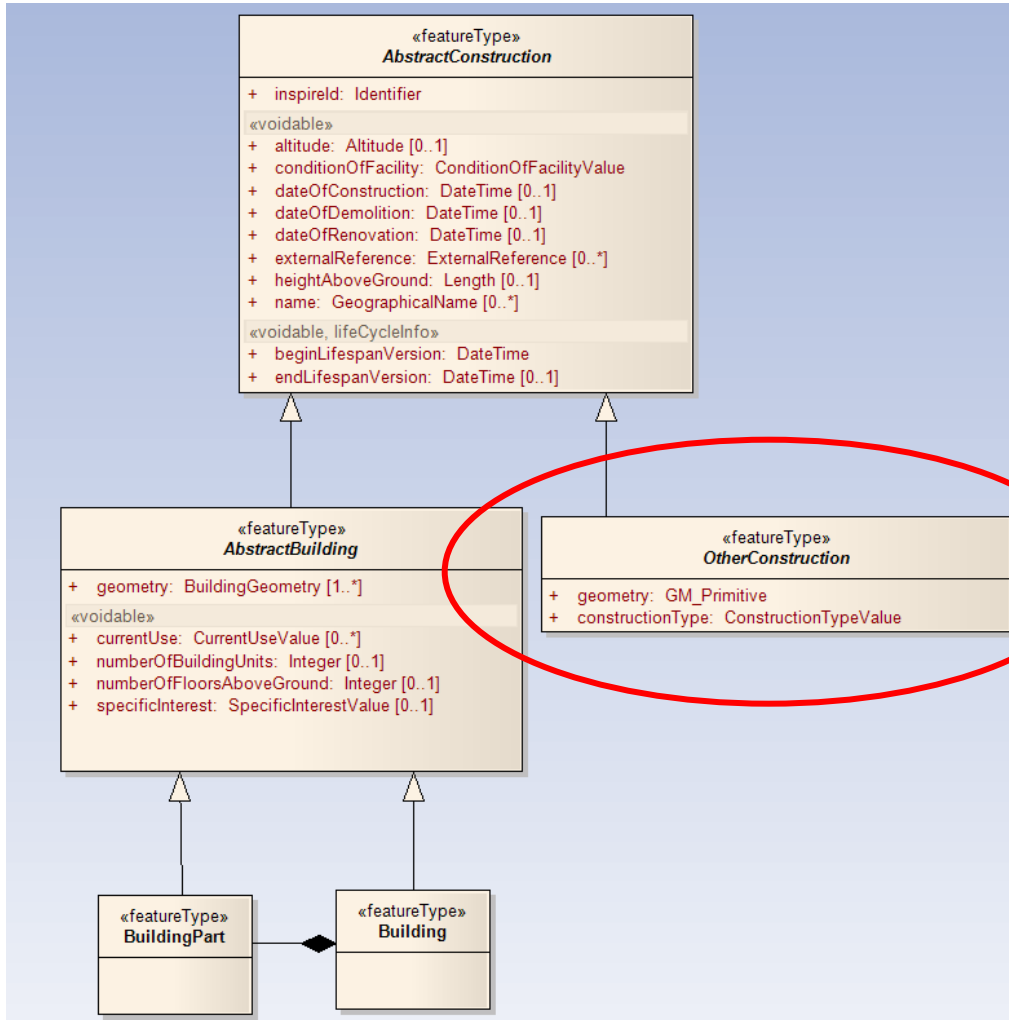 «featureType»
AbstractConstruction
+ inspireId: Identifier
«voidable»
+ altitude: Altitude [0..1]
+ conditionOfFacility: ConditionOfFacilityValue
+ dateOfConstruction: DateTime [0..1]
+ dateOfDemolition: DateTime [0..1]
+ dateOfRenovation: DateTime [0..1]
+ externalReference: ExternalReference [0..*]
+ heightAboveGround: Length [0..1]
+ name: GeographicalName [0..*]
«voidable, lifeCycleInfo»
+ beginLifespanVersion: DateTime
+ endLifespanVersion: DateTime [0..1]
«featureType»
AbstractBuilding
+ geometry: BuildingGeometry [1..*]
«voidable»
+ currentUse: CurrentUseValue [0..*]
+ numberOfBuildingUnits: Integer [0..1]
+ numberOfFloorsAboveGround: Integer [0..1]
+ specificInterest: SpecificInterestValue [0..1]
«featureType»
OtherConstruction
+ geometry: GM_Primitive
+ constructionType: ConstructionTypeValue
«featureType»
BuildingPart
«featureType»
Building